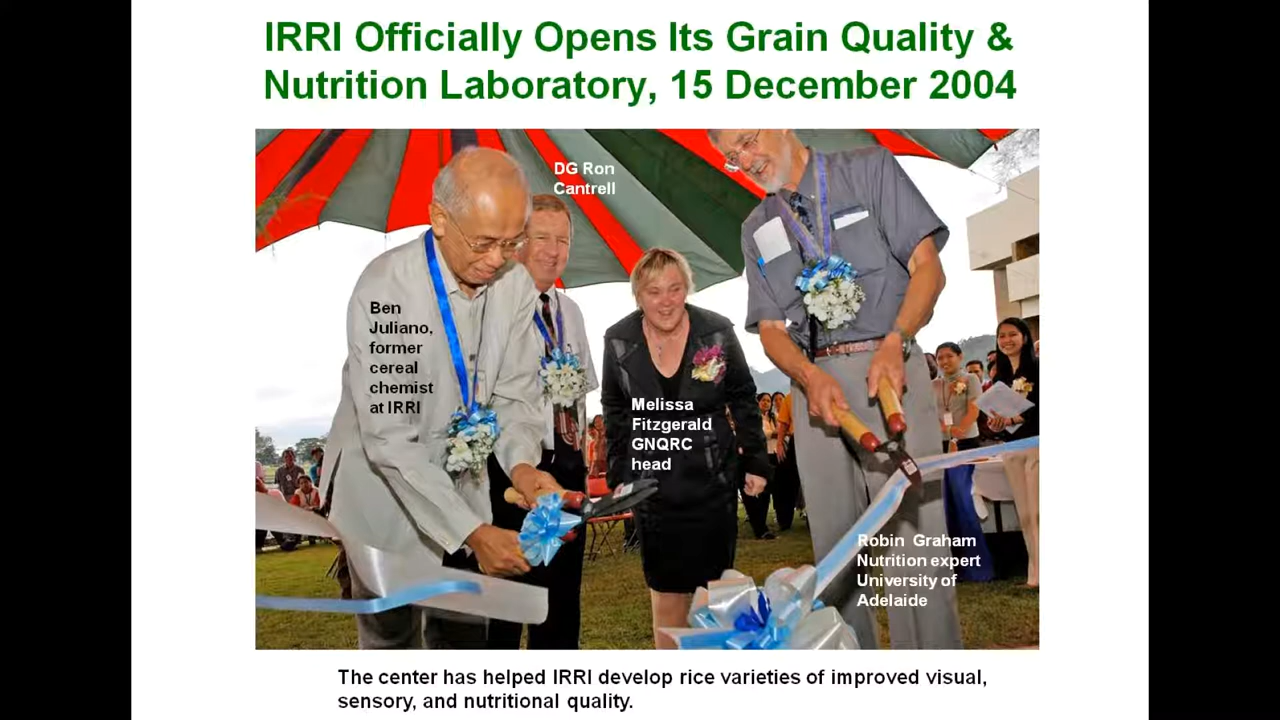 IRRI Officially Opens Its Grain Quality &
Nutrition Laboratory, 15 December 2004
DG Ron
Cantrell
Ben
Juliano,
former
cereal
chemist
at IRRI
Melissa
Fitzgerald
GNQRC
head
Robin Graham
Nutrition expert
University of
Adelaide
The center has helped IRRI develop rice varieties of improved visual,
sensory, and nutritional quality.